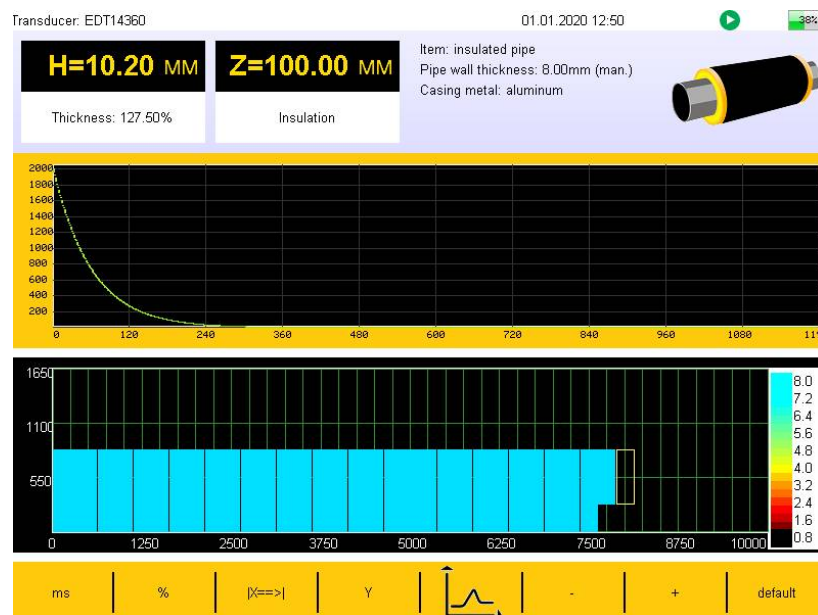 Transducer: EDT14360 01.01.2020 12:50 38%
H=10.20 MM Z=100.00 MM
Thickness: 127.50% Insulation
Item: insulated pipe
Pipe wall thickness: 8.00mm (man.)
Casing metal: aluminum
2000
1800
1600
1400
1200
1000
800
600
400
200
0 120 240 360 480 600 720 840 960 1080
1650
1100
550
0 1250 2500 3750 5000 6250 7500 8750 10000
8.0
7.2
6.4
5.6
4.8
4.0
3.2
2.4
1.6
0.8
ms % |X==>| Y - + default